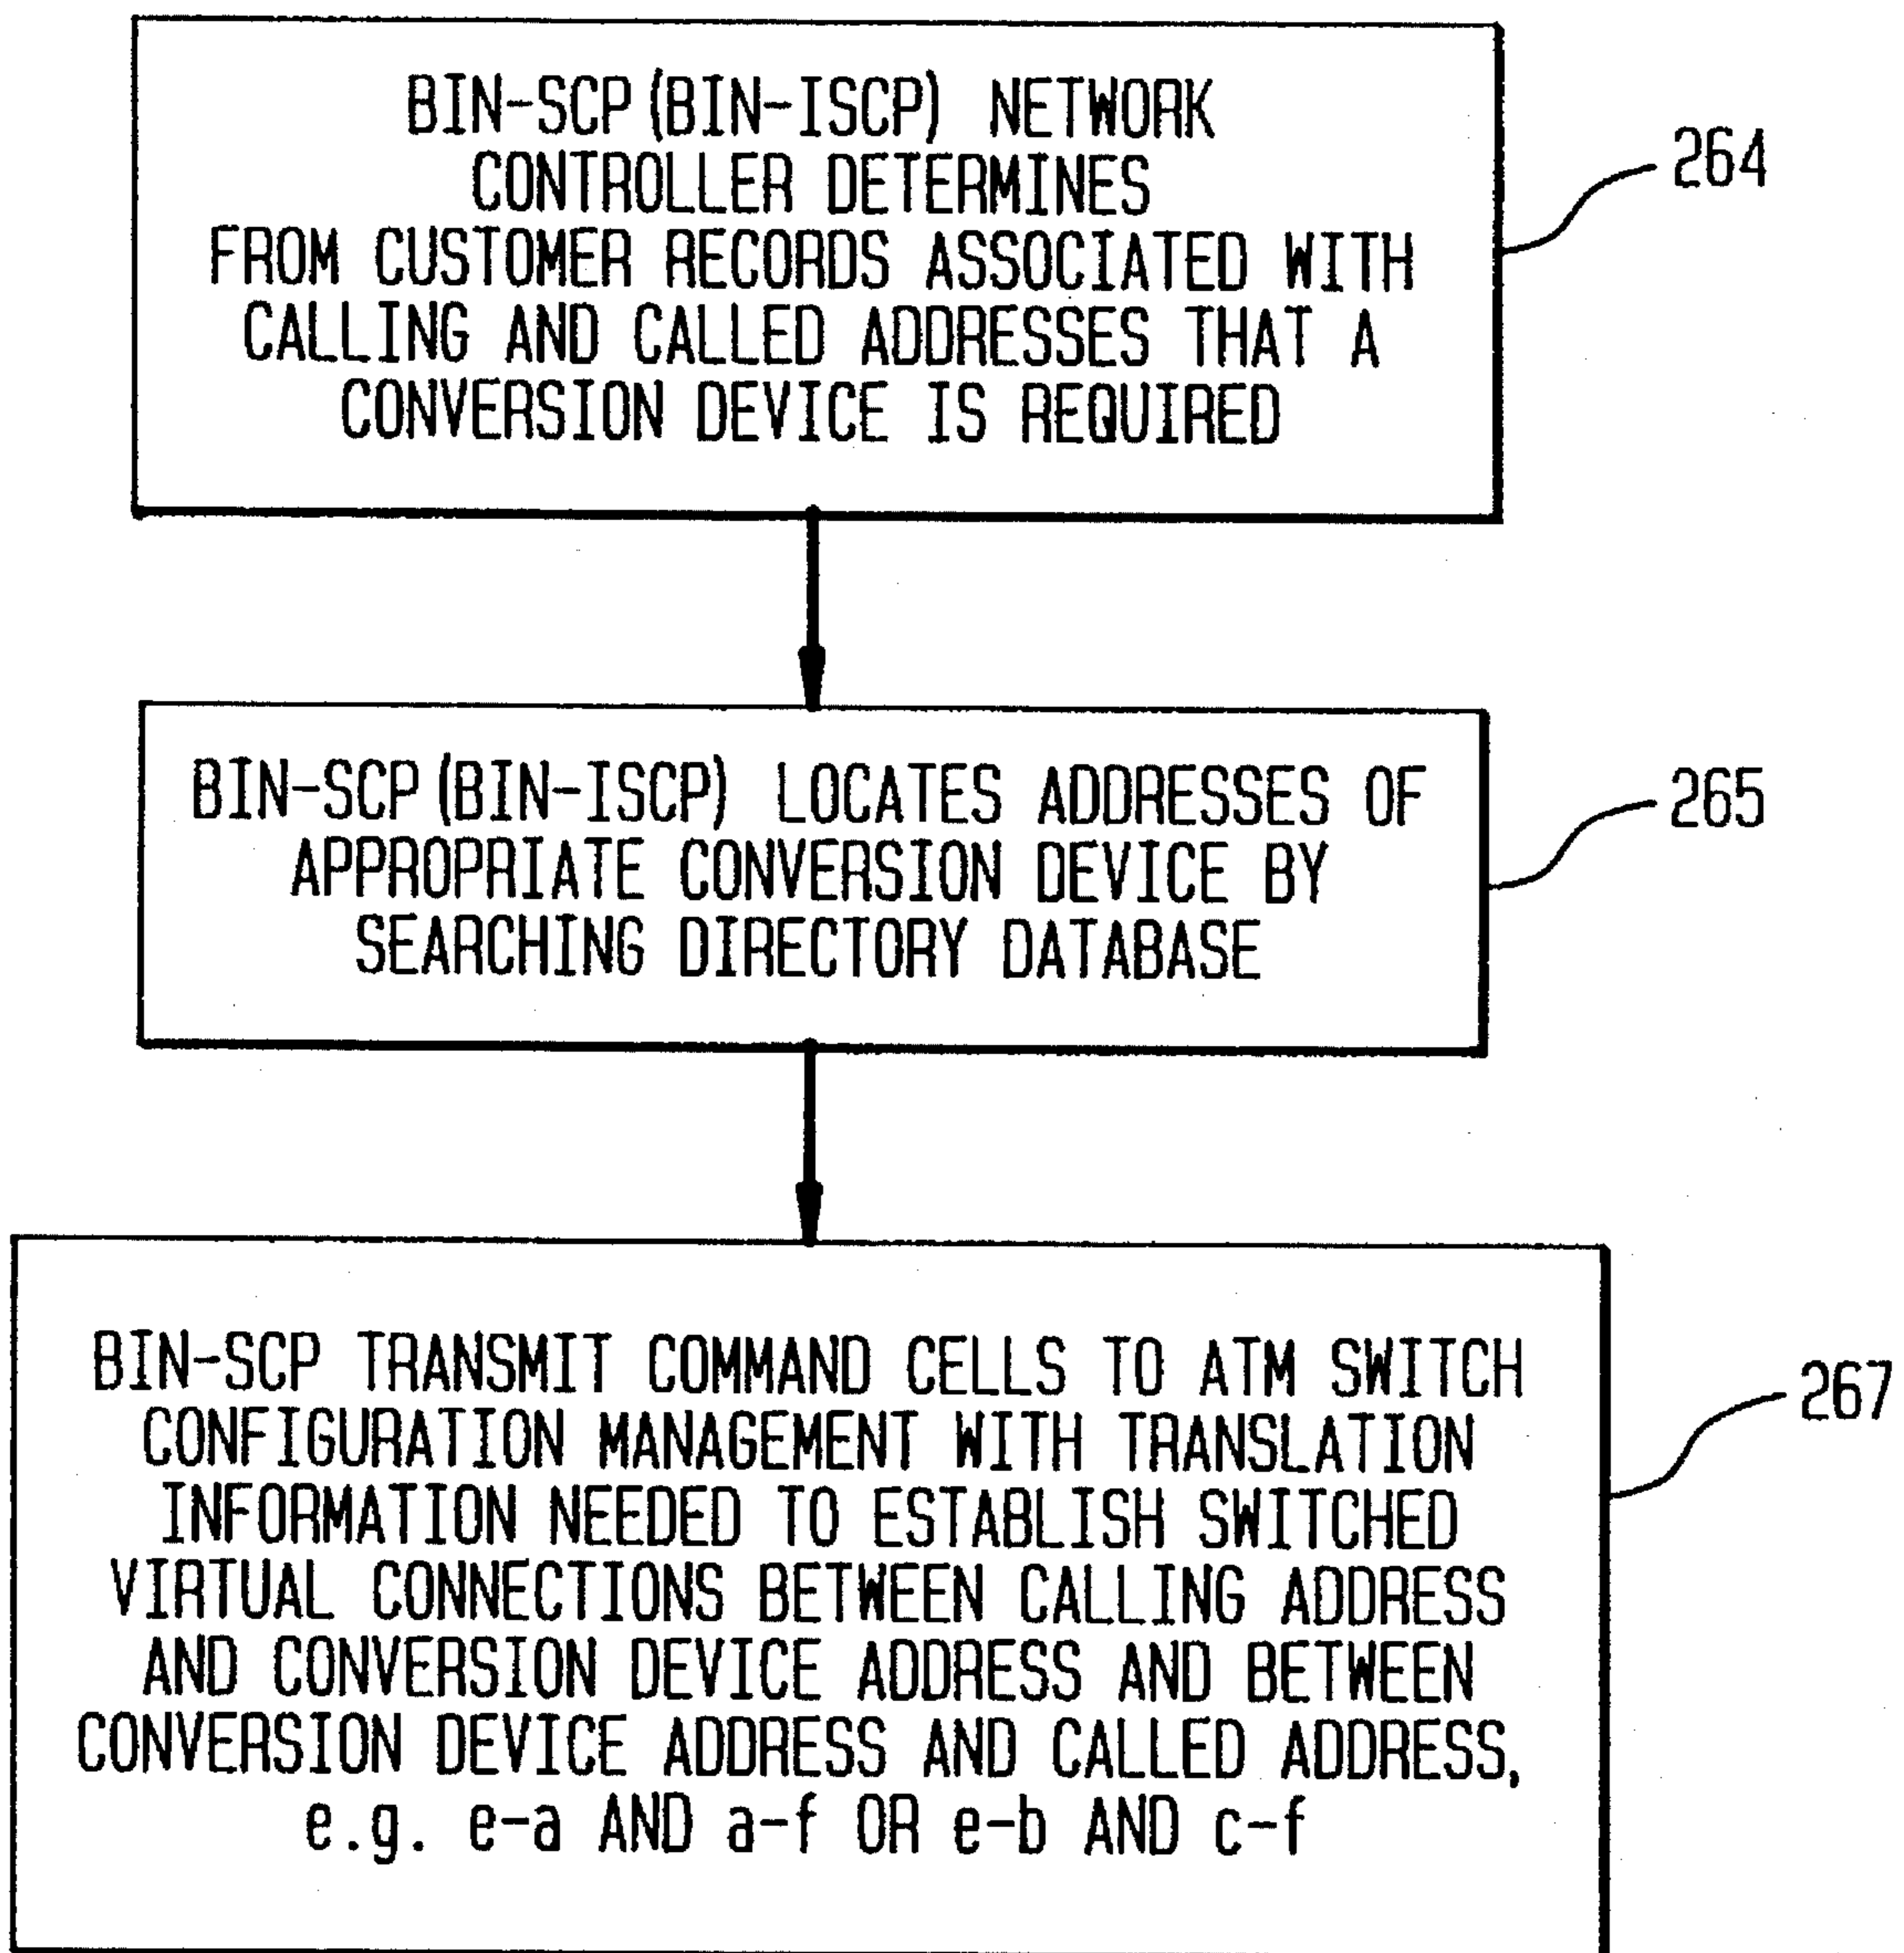 BIN-SCP (BIN-ISCP) NETWORK
CONTROLLER DETERMINES
FROM CUSTOMER RECORDS ASSOCIATED WITH
CALLING AND CALLED ADDRESSES THAT A
CONVERSION DEVICE IS REQUIRED
264
BIN-SCP (BIN-ISCP) LOCATES ADDRESSES OF
APPROPRIATE CONVERSION DEVICE BY
SEARCHING DIRECTORY DATABASE
265
BIN-SCP TRANSMIT COMMAND CELLS TO ATM SWITCH
CONFIGURATION MANAGEMENT WITH TRANSLATION
INFORMATION NEEDED TO ESTABLISH SWITCHED
VIRTUAL CONNECTIONS BETWEEN CALLING ADDRESS
AND CONVERSION DEVICE ADDRESS AND BETWEEN
CONVERSION DEVICE ADDRESS AND CALLED ADDRESS,
e.g. e-a AND a-f OR e-b AND c-f
267